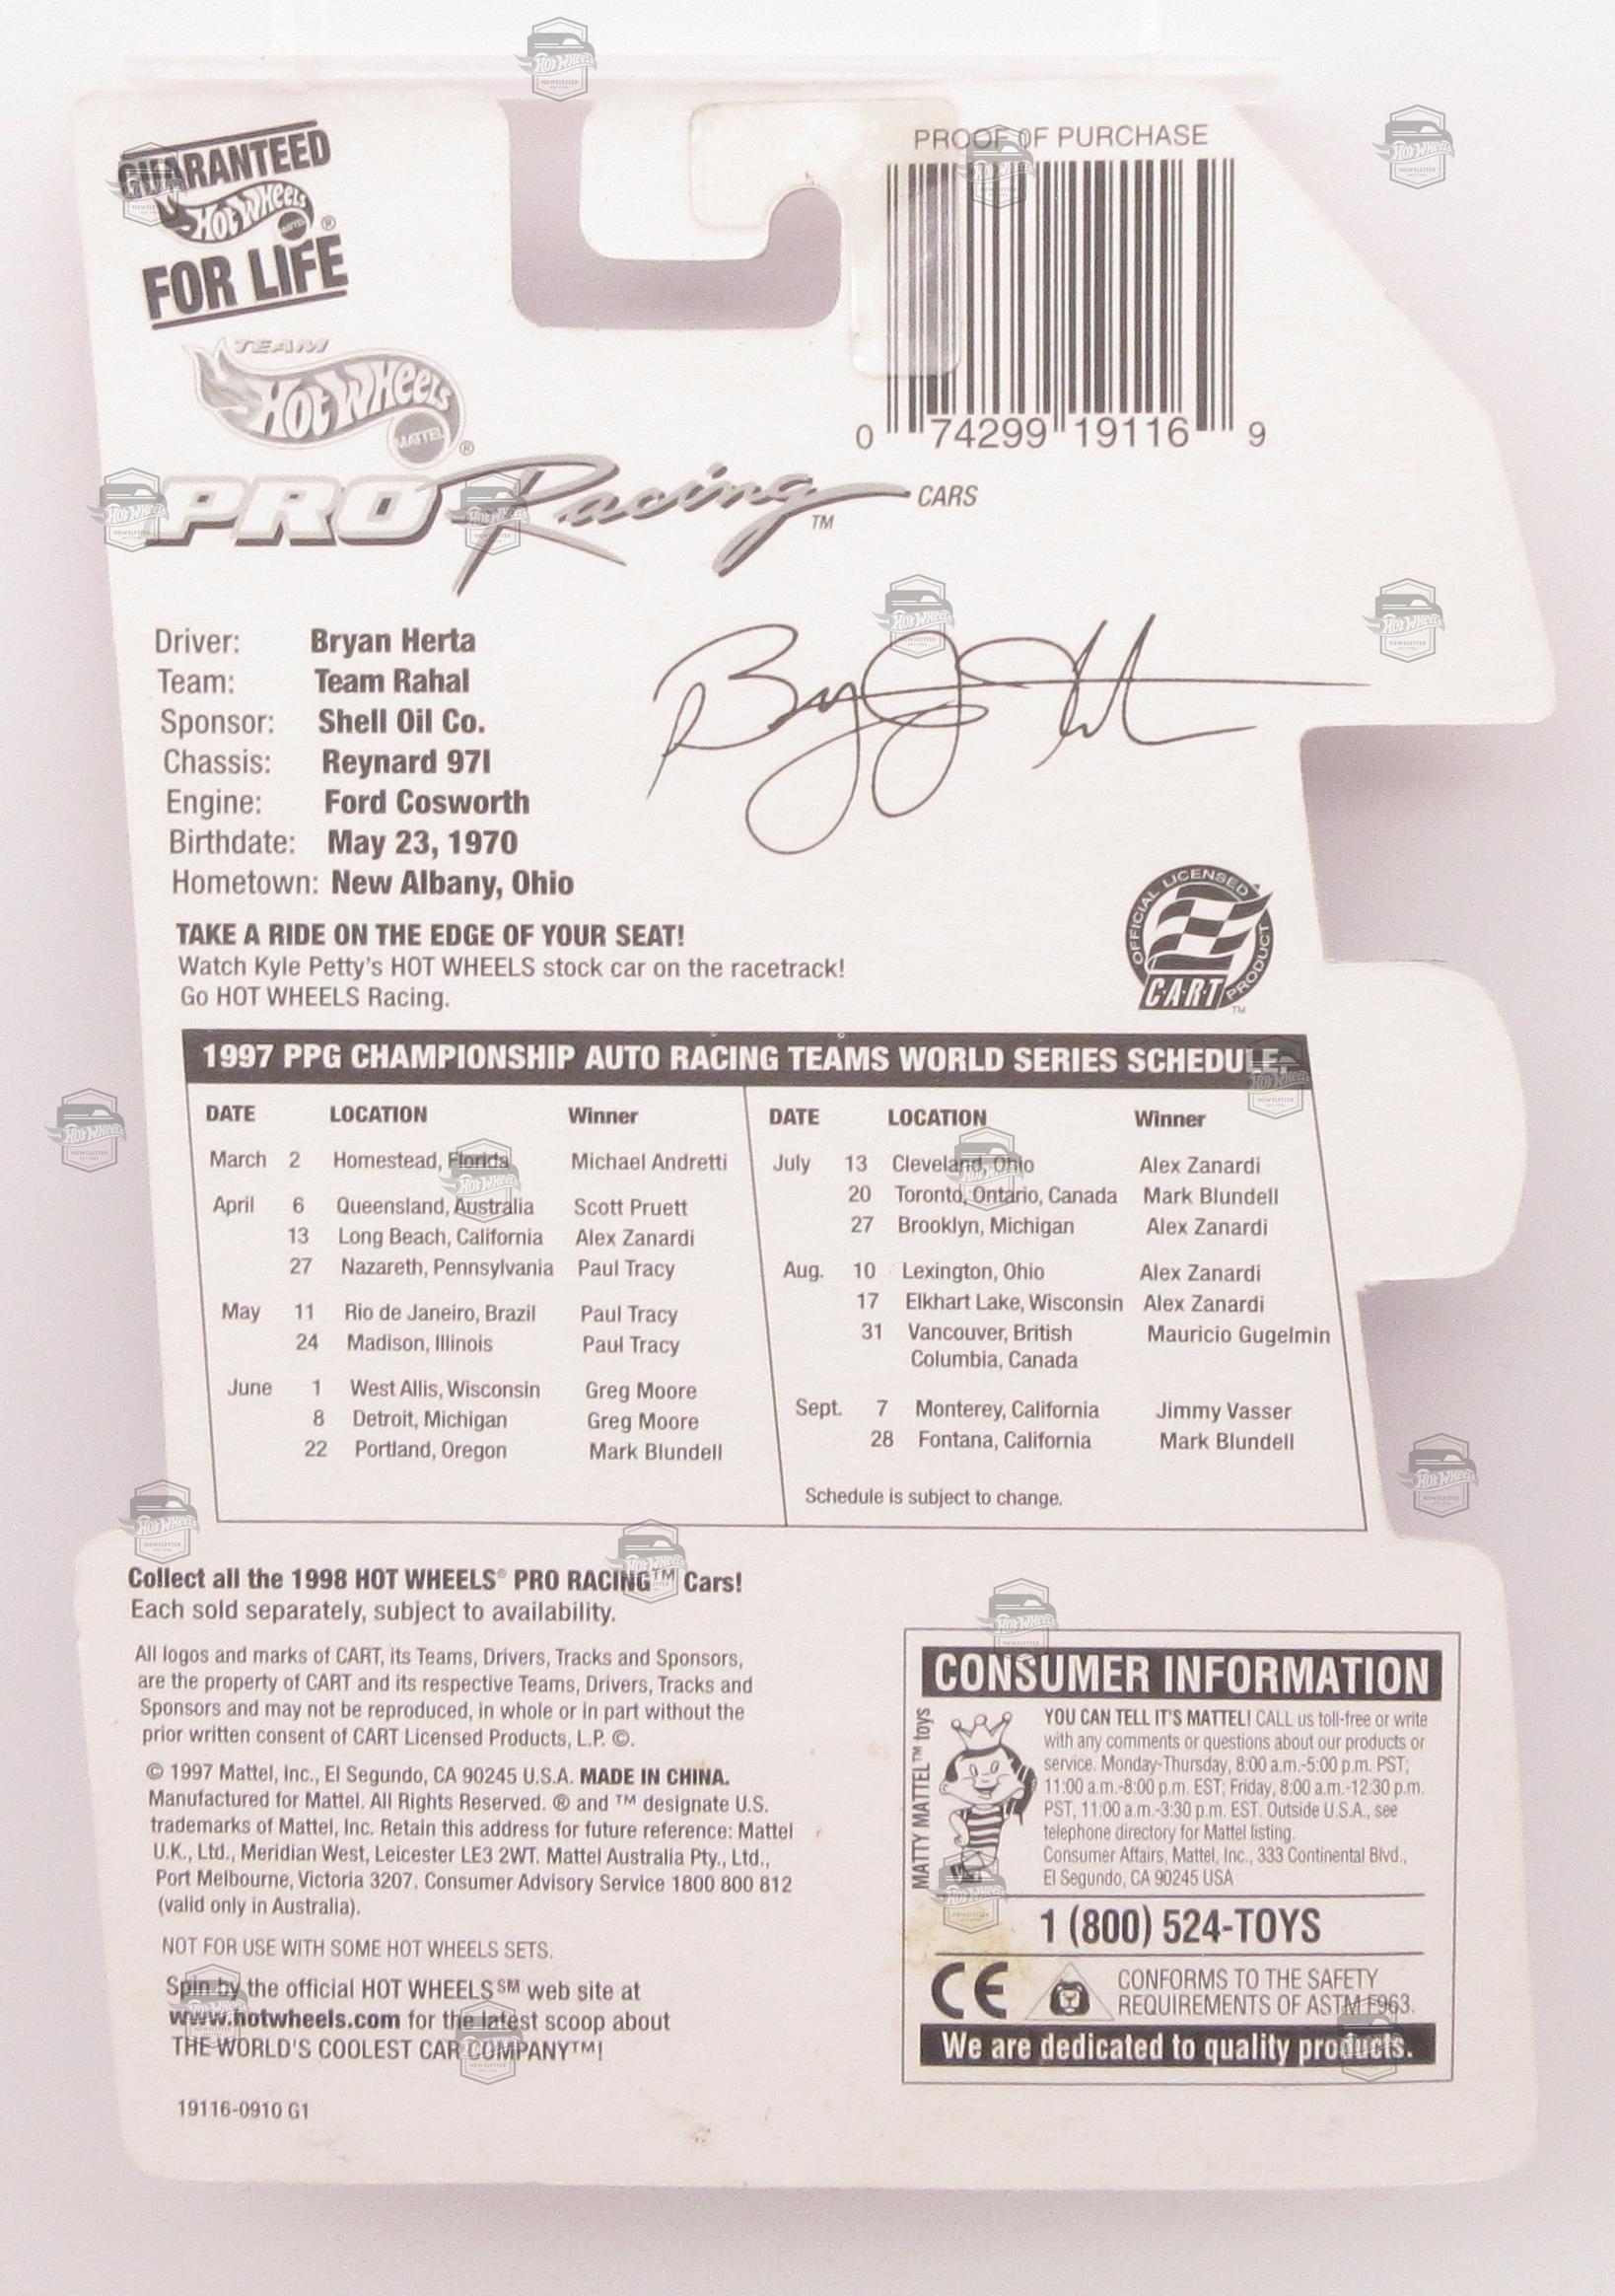 GUARANTEED
HOT WHEELS ®
MATTEL
FOR LIFE
PROOF OF PURCHASE
0 74299 19116 9
TEAM
HOT WHEELS
MATTEL ®
PRO Racing™ CARS
Driver: Bryan Herta
Team: Team Rahal
Sponsor: Shell Oil Co.
Chassis: Reynard 97I
Engine: Ford Cosworth
Birthdate: May 23, 1970
Hometown: New Albany, Ohio
OFFICIAL LICENSED PRODUCT
C·A·R·T ™
TAKE A RIDE ON THE EDGE OF YOUR SEAT!
Watch Kyle Petty's HOT WHEELS stock car on the racetrack!
Go HOT WHEELS Racing.
1997 PPG CHAMPIONSHIP AUTO RACING TEAMS WORLD SERIES SCHEDULE
DATE LOCATION Winner
March 2 Homestead, Florida Michael Andretti
April 6 Queensland, Australia Scott Pruett
13 Long Beach, California Alex Zanardi
27 Nazareth, Pennsylvania Paul Tracy
May 11 Rio de Janeiro, Brazil Paul Tracy
24 Madison, Illinois Paul Tracy
June 1 West Allis, Wisconsin Greg Moore
8 Detroit, Michigan Greg Moore
22 Portland, Oregon Mark Blundell
DATE LOCATION Winner
July 13 Cleveland, Ohio Alex Zanardi
20 Toronto, Ontario, Canada Mark Blundell
27 Brooklyn, Michigan Alex Zanardi
Aug. 10 Lexington, Ohio Alex Zanardi
17 Elkhart Lake, Wisconsin Alex Zanardi
31 Vancouver, British Mauricio Gugelmin
Columbia, Canada
Sept. 7 Monterey, California Jimmy Vasser
28 Fontana, California Mark Blundell
Schedule is subject to change.
Collect all the 1998 HOT WHEELS® PRO RACING™ Cars!
Each sold separately, subject to availability.
All logos and marks of CART, its Teams, Drivers, Tracks and Sponsors,
are the property of CART and its respective Teams, Drivers, Tracks and
Sponsors and may not be reproduced, in whole or in part without the
prior written consent of CART Licensed Products, L.P. ©.
© 1997 Mattel, Inc., El Segundo, CA 90245 U.S.A. MADE IN CHINA.
Manufactured for Mattel. All Rights Reserved. ® and ™ designate U.S.
trademarks of Mattel, Inc. Retain this address for future reference: Mattel
U.K., Ltd., Meridian West, Leicester LE3 2WT. Mattel Australia Pty., Ltd.,
Port Melbourne, Victoria 3207. Consumer Advisory Service 1800 800 812
(valid only in Australia).
NOT FOR USE WITH SOME HOT WHEELS SETS.
Spin by the official HOT WHEELS℠ web site at
www.hotwheels.com for the latest scoop about
THE WORLD'S COOLEST CAR COMPANY™!
19116-0910 G1
CONSUMER INFORMATION
MATTY MATTEL™ toys
YOU CAN TELL IT'S MATTEL! CALL us toll-free or write
with any comments or questions about our products or
service. Monday-Thursday, 8:00 a.m.-5:00 p.m. PST;
11:00 a.m.-8:00 p.m. EST; Friday, 8:00 a.m.-12:30 p.m.
PST, 11:00 a.m.-3:30 p.m. EST. Outside U.S.A., see
telephone directory for Mattel listing.
Consumer Affairs, Mattel, Inc., 333 Continental Blvd.,
El Segundo, CA 90245 USA
1 (800) 524-TOYS
CE
CONFORMS TO THE SAFETY
REQUIREMENTS OF ASTM F963.
We are dedicated to quality products.